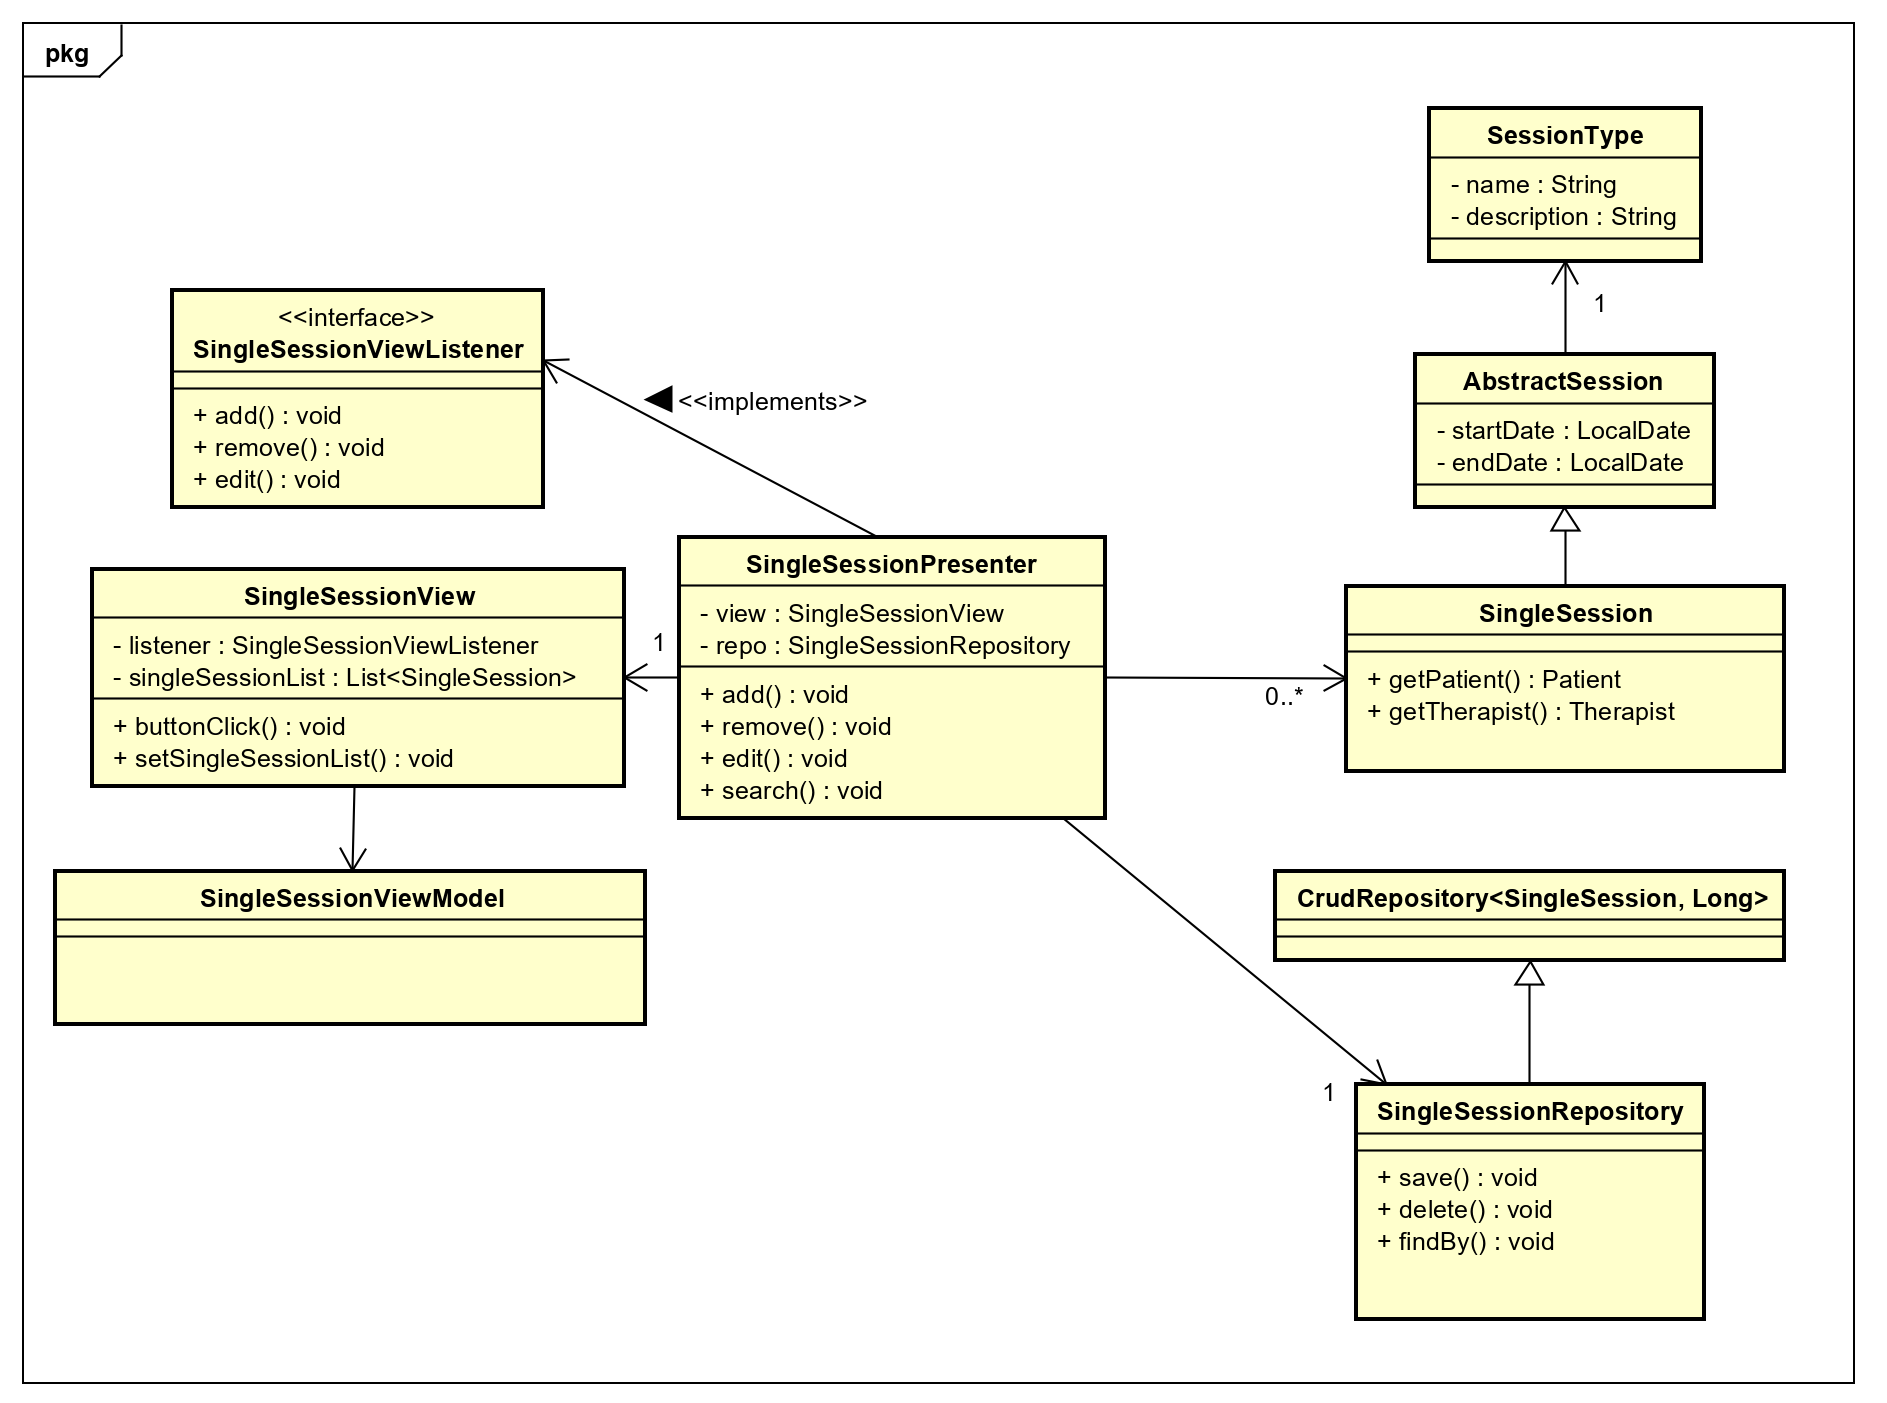 pkg
SessionType
- name : String
- description : String
1
<<interface>>
SingleSessionViewListener
+ add() : void
+ remove() : void
+ edit() : void
<<implements>>
AbstractSession
- startDate : LocalDate
- endDate : LocalDate
SingleSessionView
- listener : SingleSessionViewListener
- singleSessionList : List<SingleSession>
+ buttonClick() : void
+ setSingleSessionList() : void
1
SingleSessionPresenter
- view : SingleSessionView
- repo : SingleSessionRepository
+ add() : void
+ remove() : void
+ edit() : void
+ search() : void
0..*
SingleSession
+ getPatient() : Patient
+ getTherapist() : Therapist
SingleSessionViewModel
CrudRepository<SingleSession, Long>
1
SingleSessionRepository
+ save() : void
+ delete() : void
+ findBy() : void